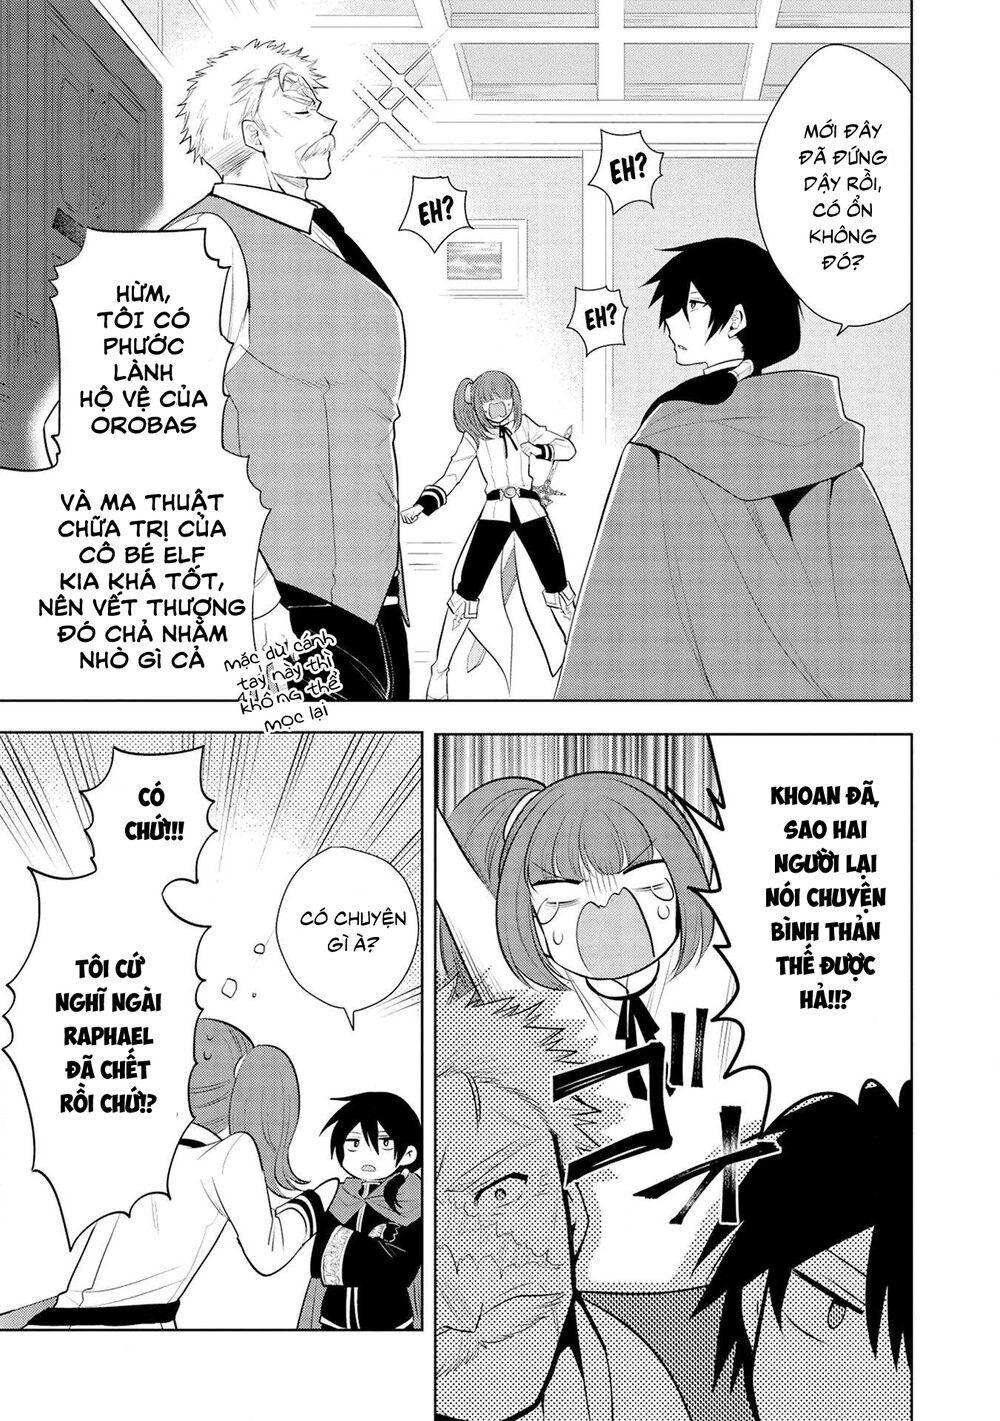 MỚI ĐÂY
ĐÃ ĐỨNG
DẬY RỒI,
CÓ ỔN
KHÔNG
ĐÓ?
EH?
EH?
EH?
HỪM,
TÔI CÓ
PHƯỚC
LÀNH
HỘ VỆ CỦA
OROBAS
VÀ MA THUẬT
CHỮA TRỊ CỦA
CÔ BÉ ELF
KIA KHÁ TỐT,
NÊN VẾT THƯƠNG
ĐÓ CHẢ NHẰM
NHÒ GÌ CẢ
mặc dù cánh
tay này thì
không thể
mọc lại
KHOAN ĐÃ,
SAO HAI
NGƯỜI LẠI
NÓI CHUYỆN
BÌNH THẢN
THẾ ĐƯỢC
HẢ!!!?
ゴオ
CÓ CHUYỆN
GÌ À?
CÓ
CHỨ!!!
TÔI CỨ
NGHĨ NGÀI
RAPHAEL
ĐÃ CHẾT
RỒI CHỨ!?